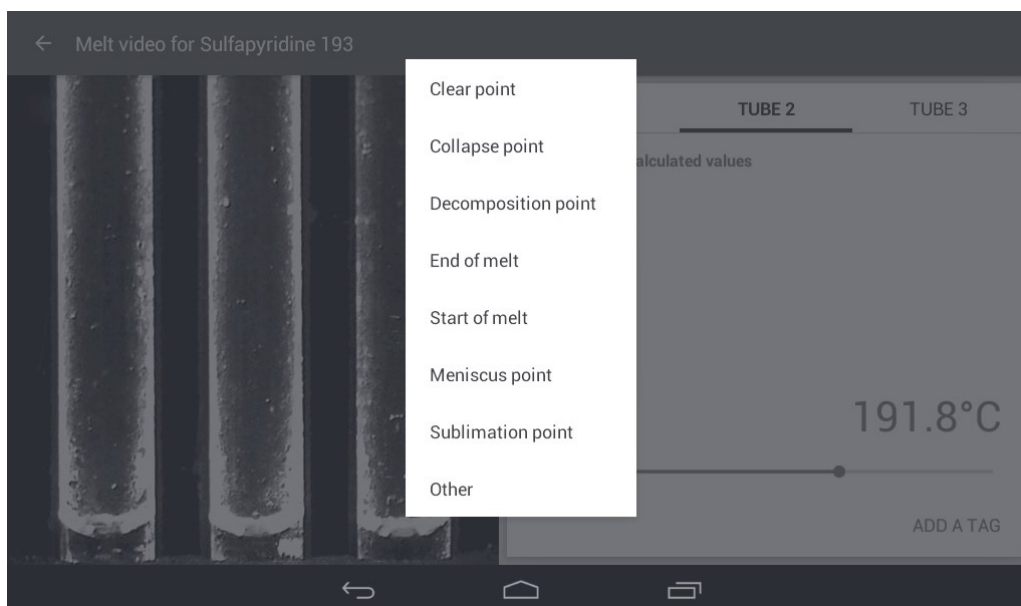 Melt video for Sulfapyridine 193
Clear point
Collapse point
Decomposition point
End of melt
Start of melt
Meniscus point
Sublimation point
Other
TUBE 2
TUBE 3
alculated values
191.8°C
ADD A TAG